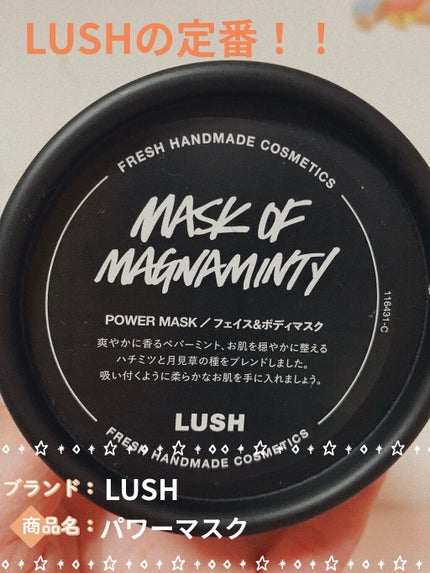 LUSHの定番！！
FRESH HANDMADE COSMETICS
MASK OF
MAGNAMINTY
POWER MASK／フェイス&ボディマスク
爽やかに香るペパーミント、お肌を穏やかに整える
ハチミツと月見草の種をブレンドしました。
吸い付くように柔らかなお肌を手に入れましょう。
116431-C
LUSH
FRESH HANDMADE COSMETICS
ブランド：LUSH
商品名：パワーマスク